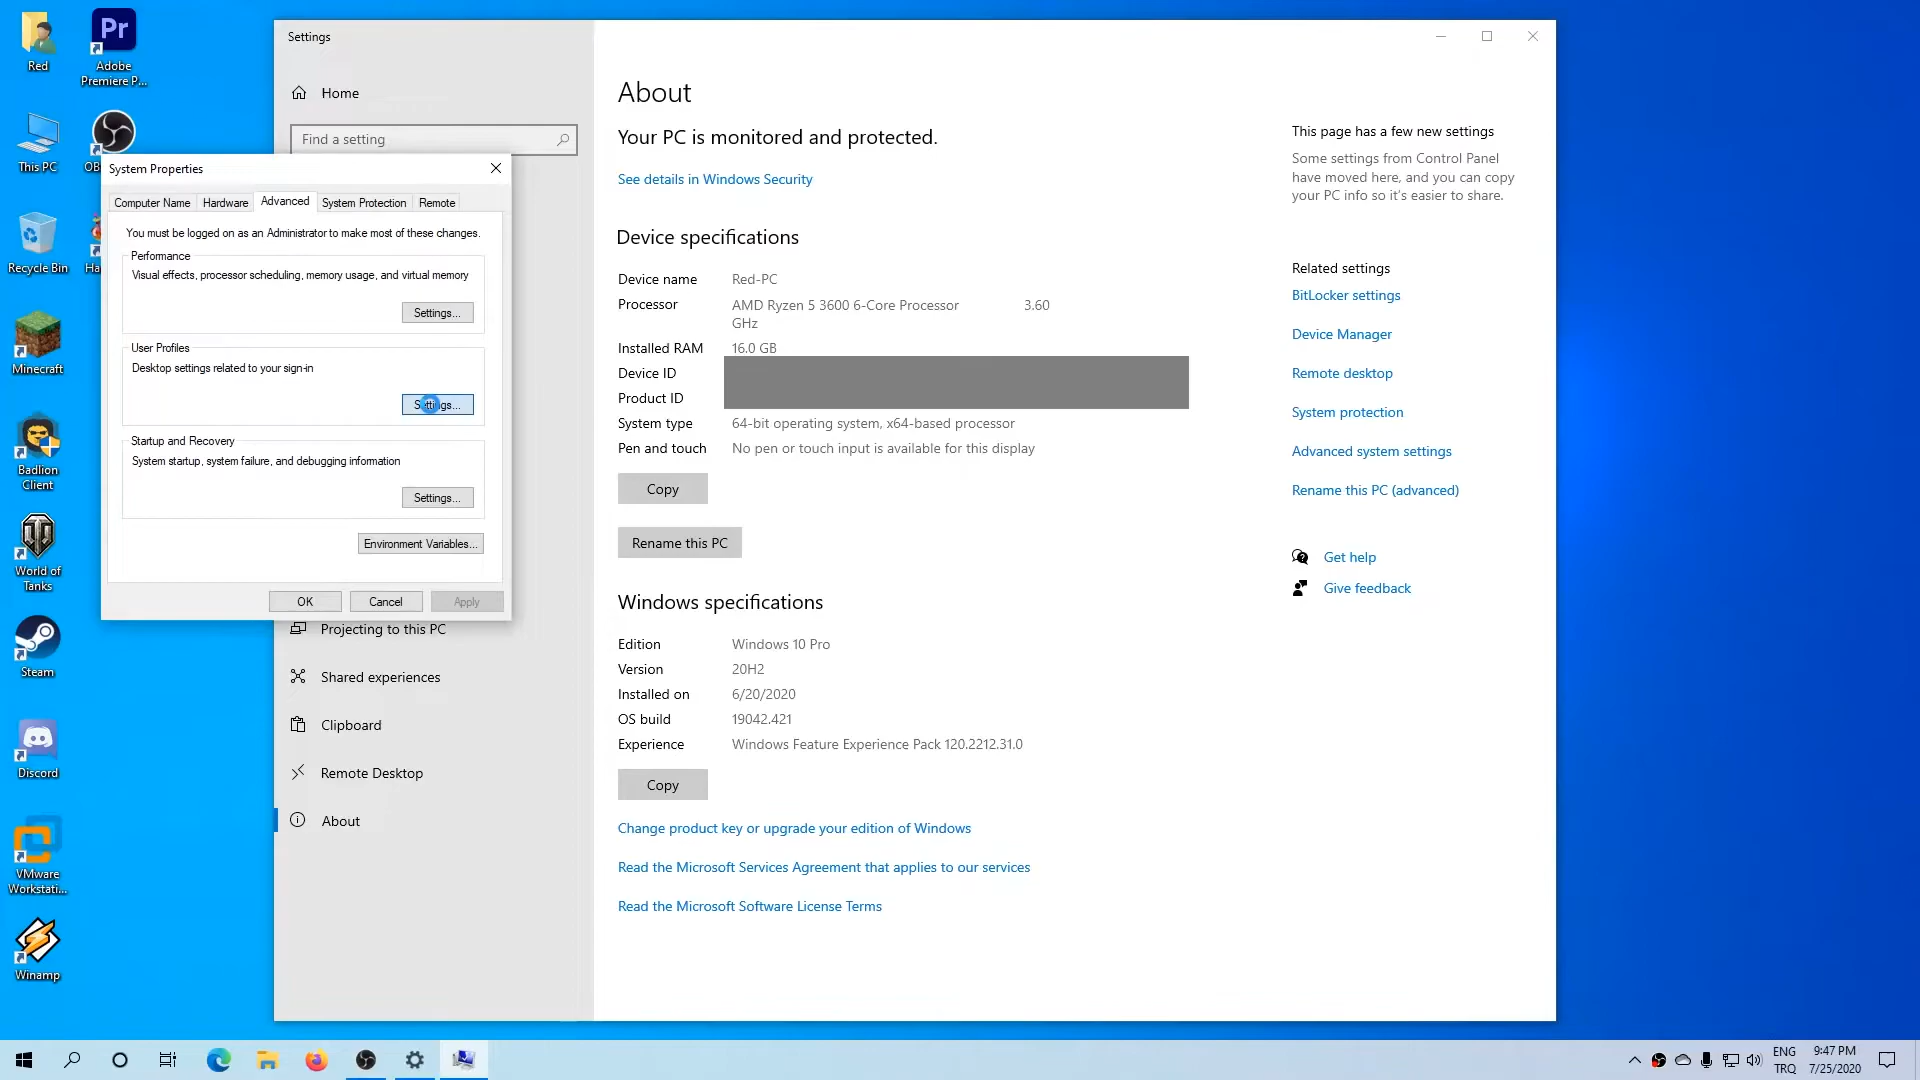 Red
Adobe
Premiere P...
This PC
OB
Recycle Bin
Ha
Minecraft
Badlion
Client
World of
Tanks
Steam
Discord
VMware
Workstati...
Winamp
Settings
Home
Find a setting
System Properties
Computer Name
Hardware
Advanced
System Protection
Remote
You must be logged on as an Administrator to make most of these changes.
Performance
Visual effects, processor scheduling, memory usage, and virtual memory
Settings...
User Profiles
Desktop settings related to your sign-in
Settings...
Startup and Recovery
System startup, system failure, and debugging information
Settings...
Environment Variables...
OK
Cancel
Apply
Projecting to this PC
Shared experiences
Clipboard
Remote Desktop
About
About
Your PC is monitored and protected.
See details in Windows Security
Device specifications
Device name Red-PC
Processor AMD Ryzen 5 3600 6-Core Processor 3.60
GHz
Installed RAM 16.0 GB
Device ID
Product ID
System type 64-bit operating system, x64-based processor
Pen and touch No pen or touch input is available for this display
Copy
Rename this PC
Windows specifications
Edition Windows 10 Pro
Version 20H2
Installed on 6/20/2020
OS build 19042.421
Experience Windows Feature Experience Pack 120.2212.31.0
Copy
Change product key or upgrade your edition of Windows
Read the Microsoft Services Agreement that applies to our services
Read the Microsoft Software License Terms
This page has a few new settings
Some settings from Control Panel
have moved here, and you can copy
your PC info so it's easier to share.
Related settings
BitLocker settings
Device Manager
Remote desktop
System protection
Advanced system settings
Rename this PC (advanced)
Get help
Give feedback
Pr
ENG
TRQ
9:47 PM
7/25/2020